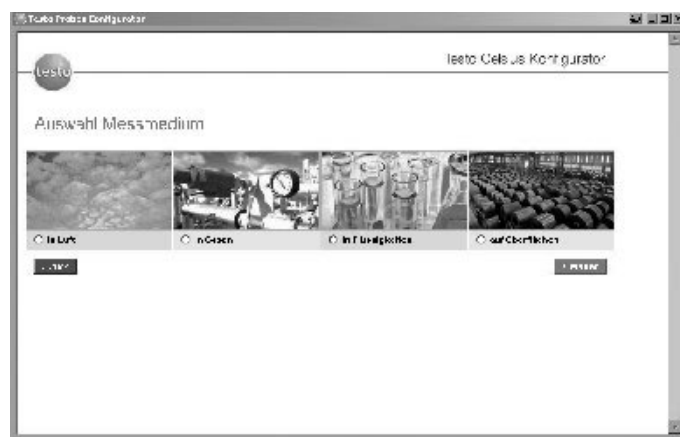 Testo Probes Configurator
testo
Testo Celsius Konfigurator
Auswahl Messmedium
in Luft
in Gasen
in Flüssigkeiten
auf Oberflächen